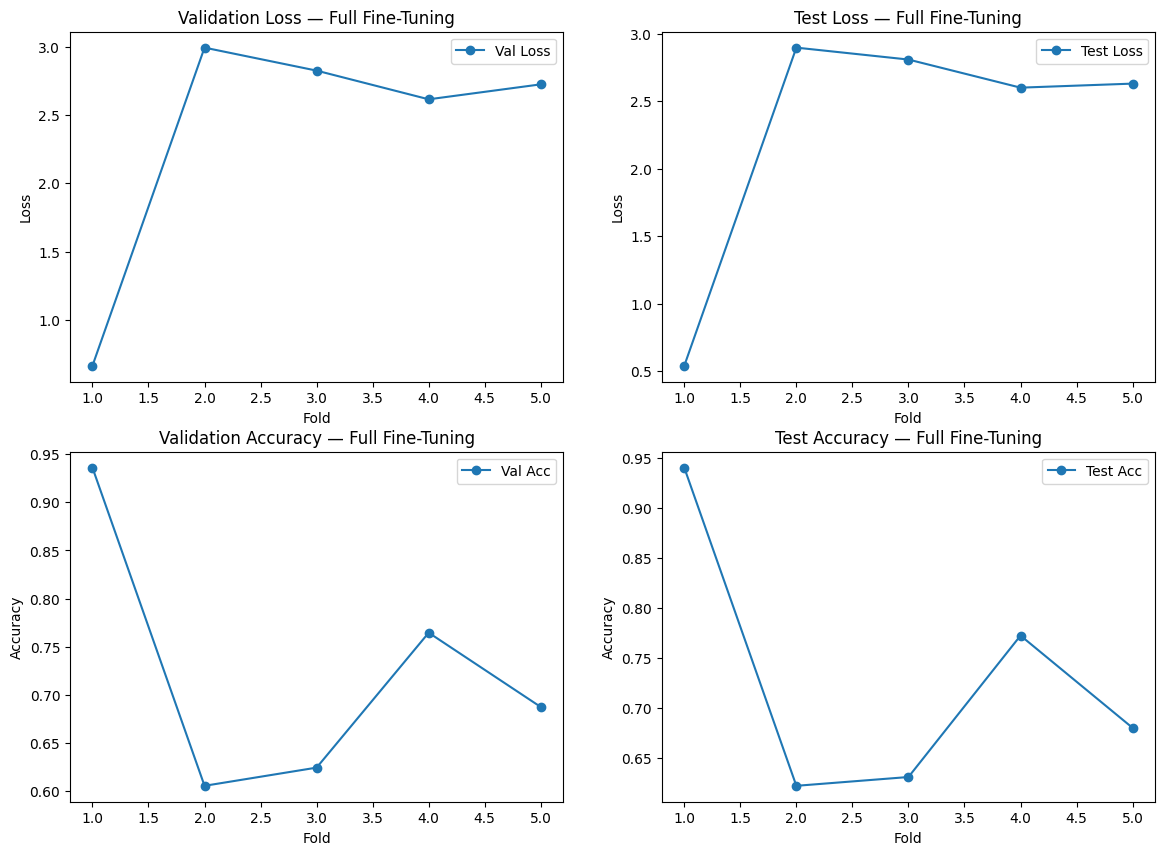 Validation Loss — Full Fine-Tuning
Val Loss
3.0
2.5
2.0
1.5
1.0
Loss
1.0 1.5 2.0 2.5 3.0 3.5 4.0 4.5 5.0
Fold
Test Loss — Full Fine-Tuning
Test Loss
3.0
2.5
2.0
1.5
1.0
0.5
Loss
1.0 1.5 2.0 2.5 3.0 3.5 4.0 4.5 5.0
Fold
Validation Accuracy — Full Fine-Tuning
Val Acc
0.95
0.90
0.85
0.80
0.75
0.70
0.65
0.60
Accuracy
1.0 1.5 2.0 2.5 3.0 3.5 4.0 4.5 5.0
Fold
Test Accuracy — Full Fine-Tuning
Test Acc
0.95
0.90
0.85
0.80
0.75
0.70
0.65
Accuracy
1.0 1.5 2.0 2.5 3.0 3.5 4.0 4.5 5.0
Fold